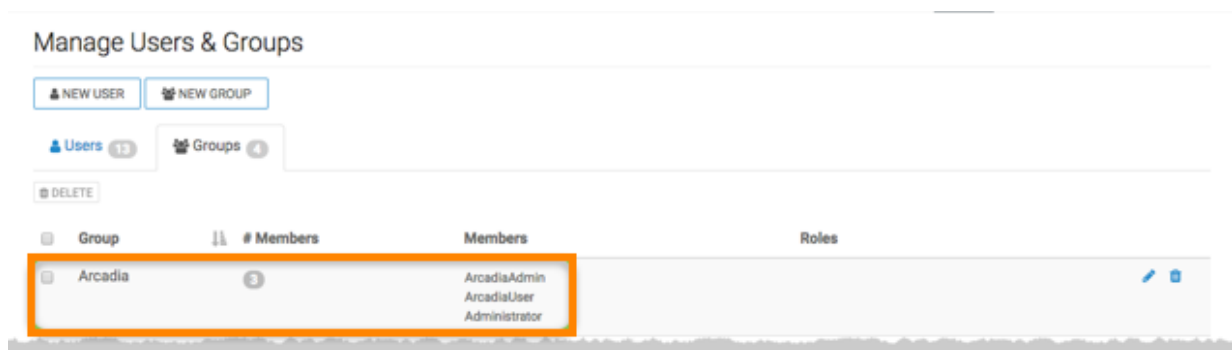 Manage Users & Groups
NEW USER NEW GROUP
Users 13 Groups 4
DELETE
Group # Members Members Roles
Arcadia 3 ArcadiaAdmin
ArcadiaUser
Administrator